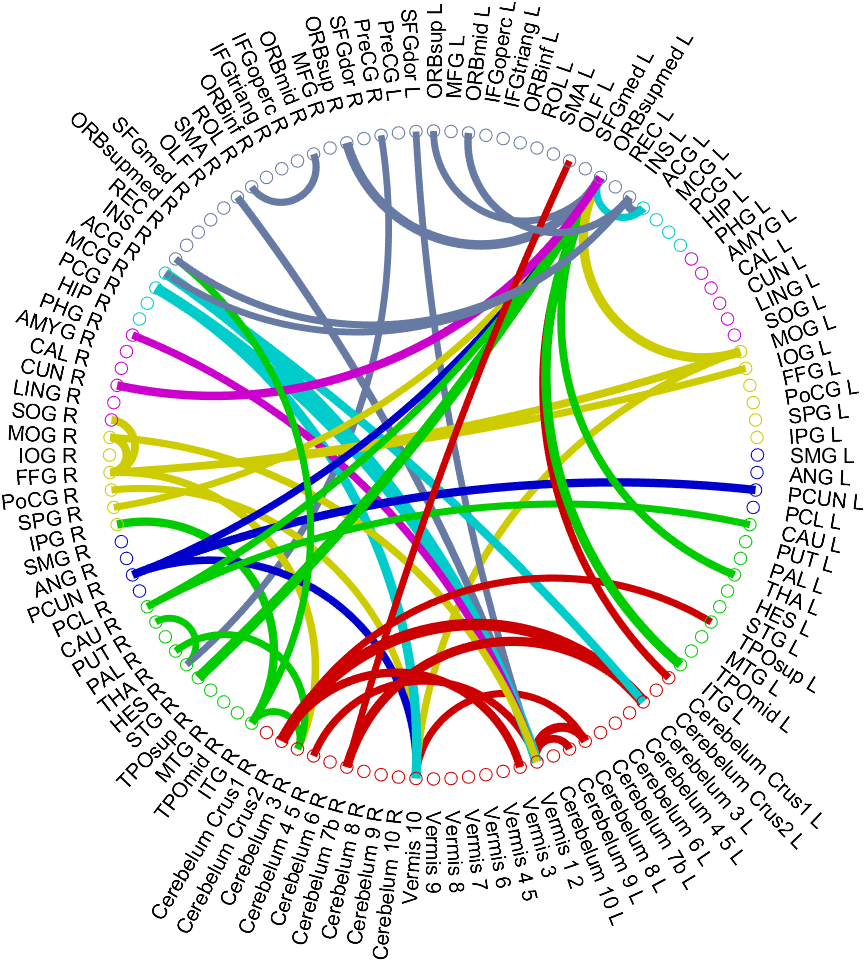 SFGdor L
ORBsup L
MFG L
ORBmid L
IFGoperc L
IFGtriang L
ORBinf L
ROL L
SMA L
OLF L
SFGmed L
ORBsupmed L
REC L
INS L
ACG L
MCG L
PCG L
HIP L
PHG L
AMYG L
CAL L
CUN L
LING L
SOG L
MOG L
IOG L
FFG L
PoCG L
SPG L
IPG L
SMG L
ANG L
PCUN L
PCL L
CAU L
PUT L
PAL L
THA L
HES L
STG L
TPOsup L
MTG L
TPOmid L
ITG L
Cerebelum Crus1 L
Cerebelum Crus2 L
Cerebelum 3 L
Cerebelum 4 5 L
Cerebelum 6 L
Cerebelum 7b L
Cerebelum 8 L
Cerebelum 9 L
Cerebelum 10 L
Vermis 1 2
Vermis 3
Vermis 4 5
Vermis 6
Vermis 7
Vermis 8
Vermis 9
Vermis 10
Cerebelum 10 R
Cerebelum 9 R
Cerebelum 8 R
Cerebelum 7b R
Cerebelum 6 R
Cerebelum 4 5 R
Cerebelum 3 R
Cerebelum Crus2 R
Cerebelum Crus1 R
ITG R
TPOmid R
MTG R
TPOsup R
STG R
HES R
THA R
PAL R
PUT R
CAU R
PCL R
PCUN R
ANG R
SMG R
IPG R
SPG R
PoCG R
FFG R
IOG R
MOG R
SOG R
LING R
CUN R
CAL R
AMYG R
PHG R
HIP R
PCG R
MCG R
ACG R
INS R
REC R
ORBsupmed R
SFGmed R
OLF R
SMA R
ROL R
ORBinf R
IFGtriang R
IFGoperc R
ORBmid R
MFG R
ORBsup R
SFGdor R
PreCG R
PreCG L